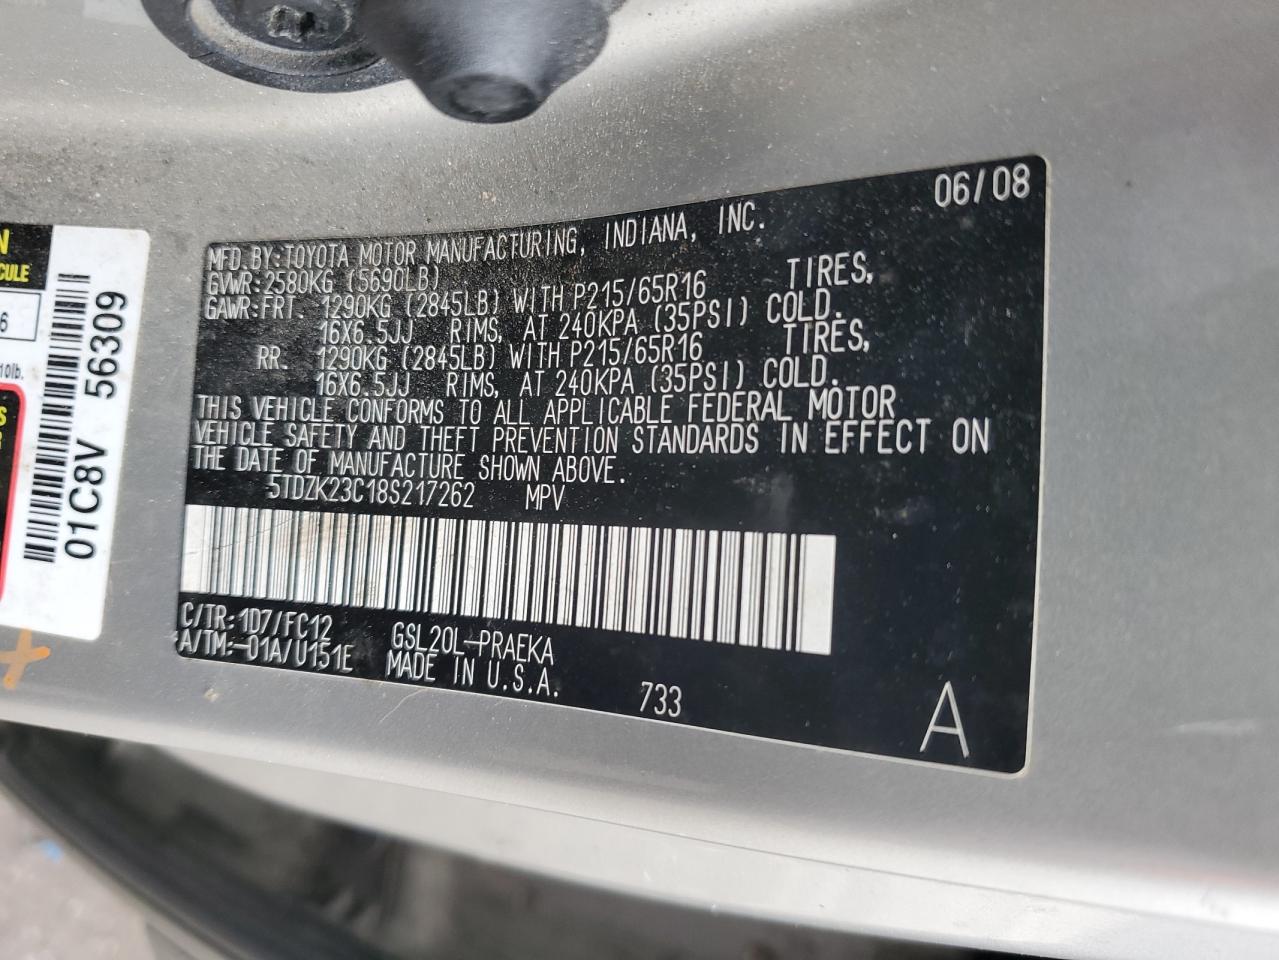 06/08
MFD.BY:TOYOTA MOTOR MANUFACTURING, INDIANA, INC.
GVWR:2580KG (5690LB)
GAWR:FRT. 1290KG (2845LB) WITH P215/65R16 TIRES,
16X6.5JJ RIMS, AT 240KPA (35PSI) COLD.
RR. 1290KG (2845LB) WITH P215/65R16 TIRES,
16X6.5JJ RIMS, AT 240KPA (35PSI) COLD.
THIS VEHICLE CONFORMS TO ALL APPLICABLE FEDERAL MOTOR
VEHICLE SAFETY AND THEFT PREVENTION STANDARDS IN EFFECT ON
THE DATE OF MANUFACTURE SHOWN ABOVE.
5TDZK23C18S217262 MPV
C/TR:1D7/FC12 GSL20L-PRAEKA
A/TM:-01A/U151E MADE IN U.S.A.
733
A
01C8V 56309
10lb.